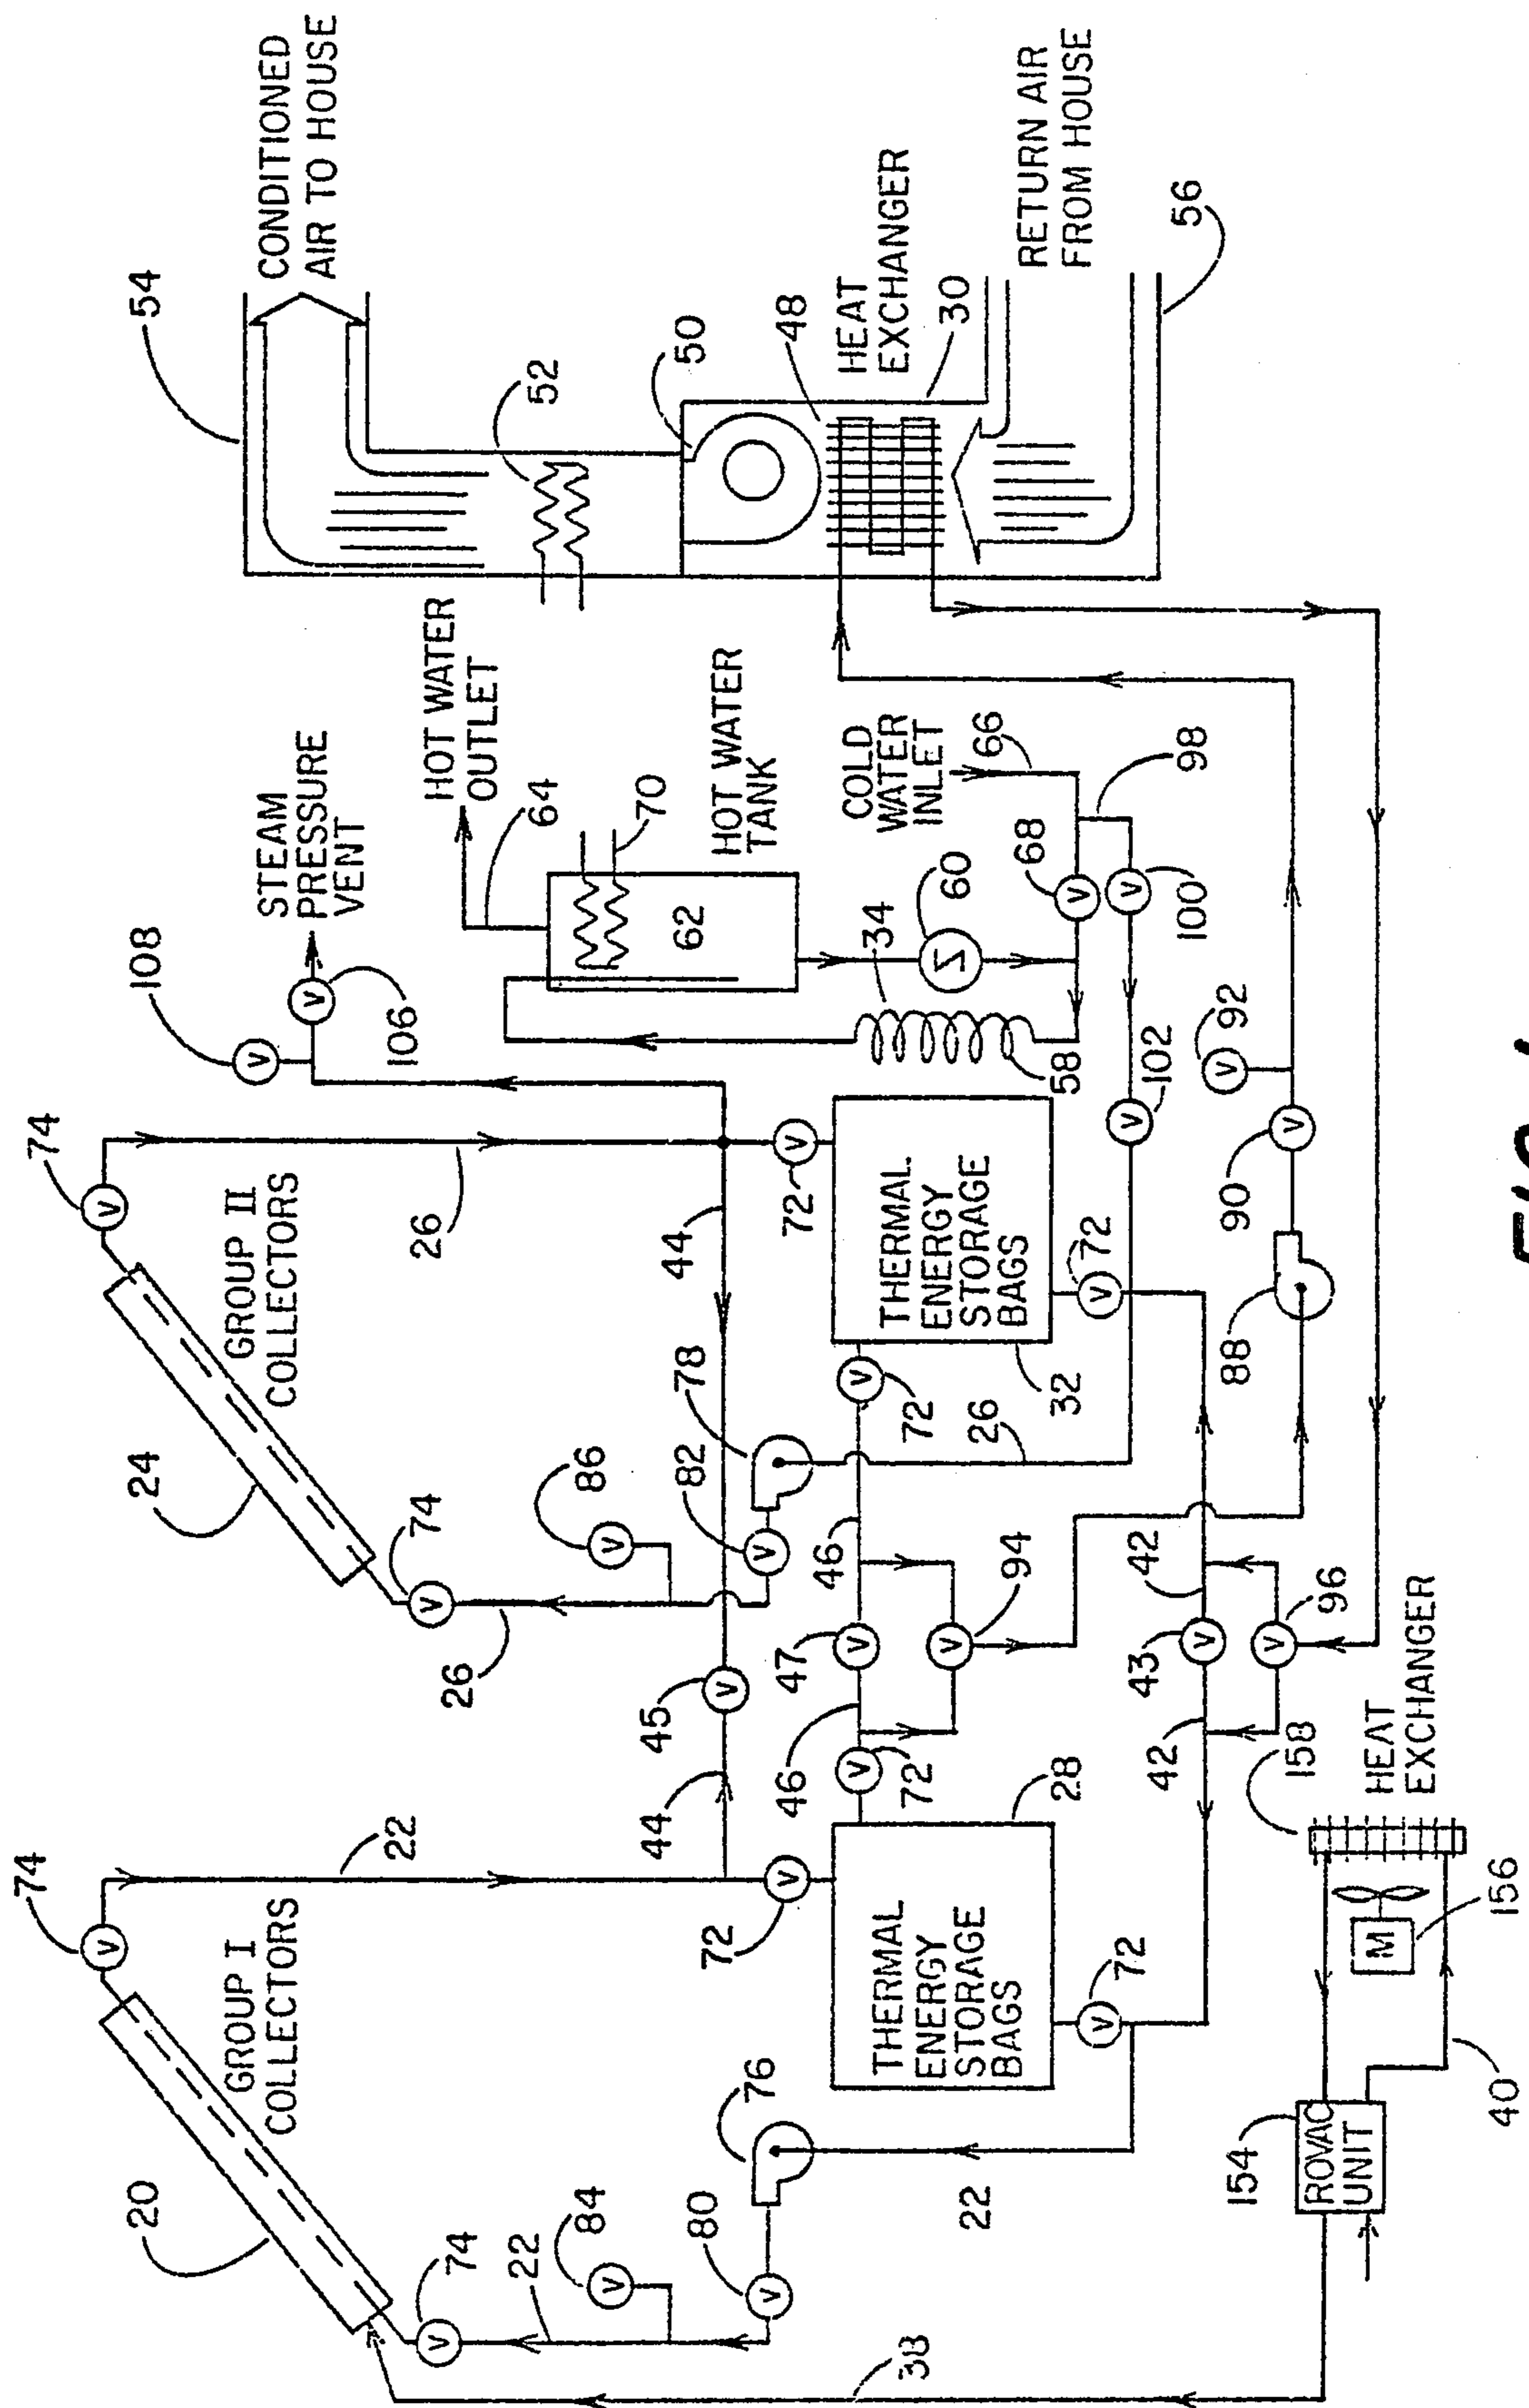 74
V
GROUP I
COLLECTORS
20
74
V
22
84
V
22
80
V
76
22
38
72
V
THERMAL
ENERGY
STORAGE
BAGS
28
72
V
72
V
44
45
V
44
46
47
V
46
94
V
42
43
V
42
96
V
154
ROVAC
UNIT
40
M
156
158
HEAT
EXCHANGER
74
V
GROUP II
COLLECTORS
24
74
V
26
86
V
26
82
V
78
26
72
V
THERMAL
ENERGY
STORAGE
BAGS
32
72
V
72
V
26
88
90
V
92
V
102
V
108
V
106
V
STEAM
PRESSURE
VENT
HOT WATER
OUTLET
64
70
62
HOT WATER
TANK
34
58
60
68
V
100
V
COLD
WATER
INLET
66
98
54
CONDITIONED
AIR TO HOUSE
52
50
48
HEAT
EXCHANGER
30
RETURN AIR
FROM HOUSE
56